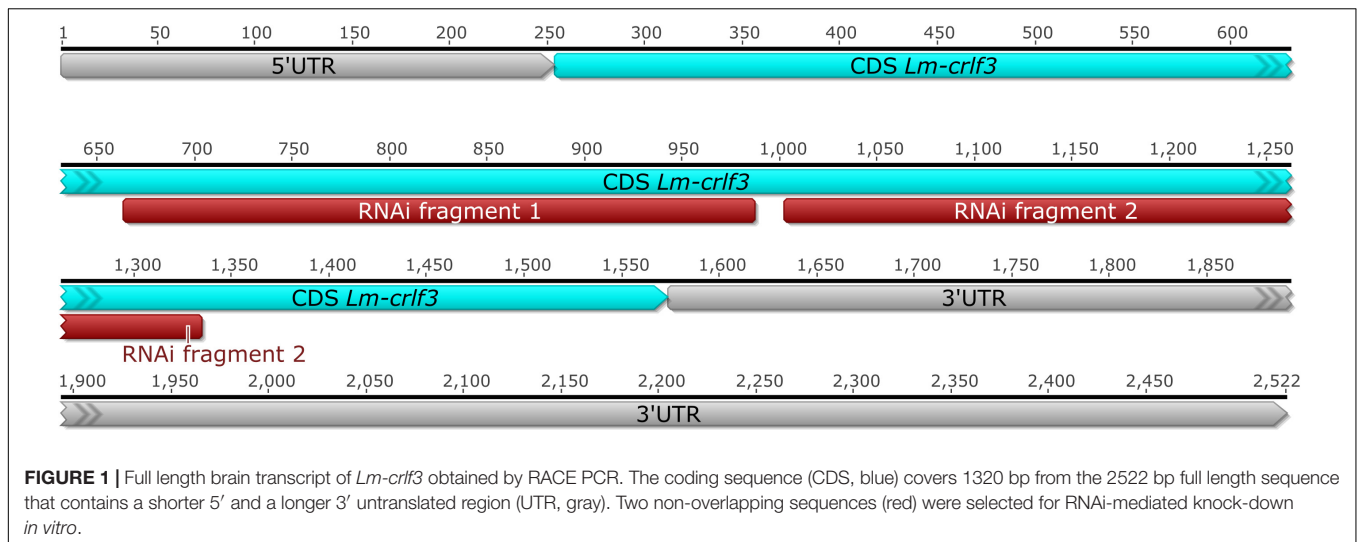 1 50 100 150 200 250 300 350 400 450 500 550 600
5'UTR CDS Lm-crlf3
650 700 750 800 850 900 950 1,000 1,050 1,100 1,150 1,200 1,250
CDS Lm-crlf3
RNAi fragment 1 RNAi fragment 2
1,300 1,350 1,400 1,450 1,500 1,550 1,600 1,650 1,700 1,750 1,800 1,850
CDS Lm-crlf3 3'UTR
RNAi fragment 2
1,900 1,950 2,000 2,050 2,100 2,150 2,200 2,250 2,300 2,350 2,400 2,450 2,522
3'UTR
FIGURE 1 | Full length brain transcript of Lm-crlf3 obtained by RACE PCR. The coding sequence (CDS, blue) covers 1320 bp from the 2522 bp full length sequence
that contains a shorter 5′ and a longer 3′ untranslated region (UTR, gray). Two non-overlapping sequences (red) were selected for RNAi-mediated knock-down
in vitro.